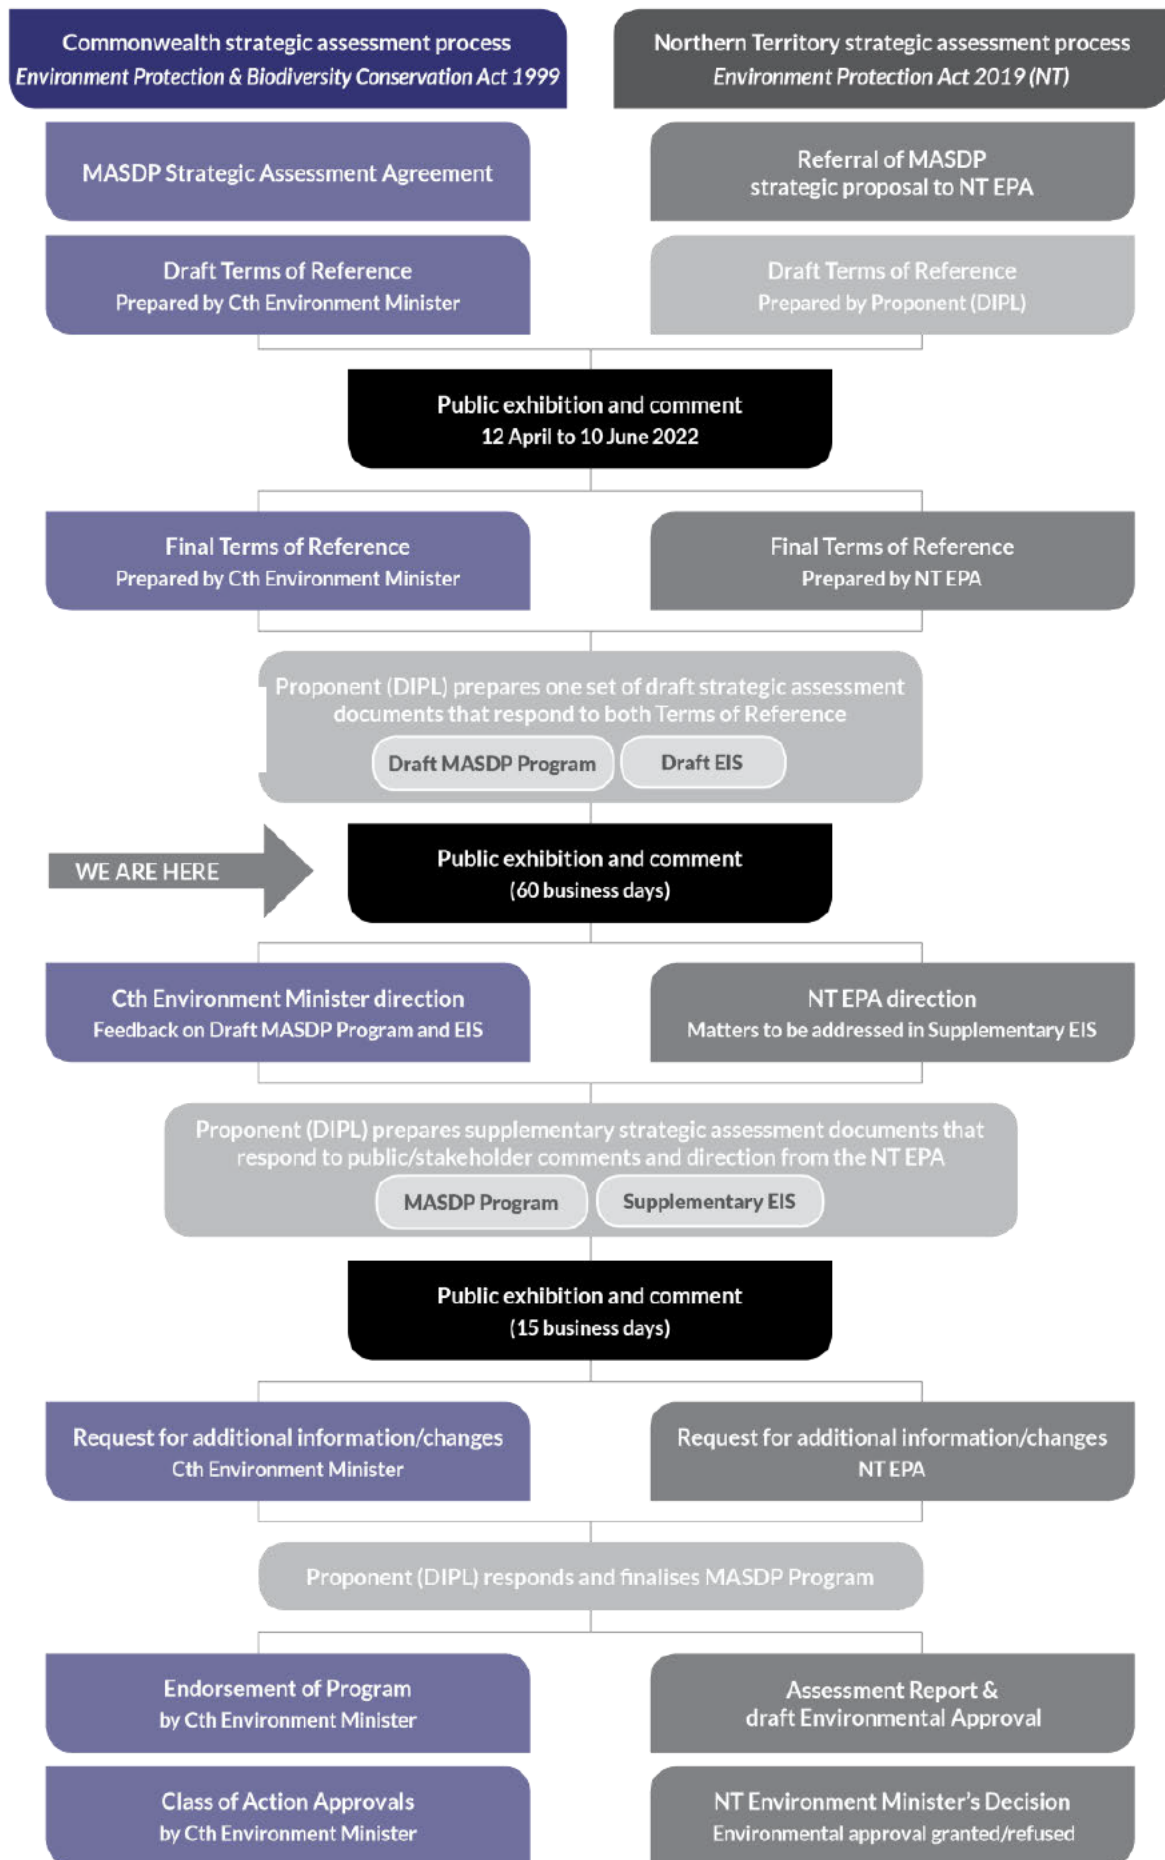 Commonwealth strategic assessment process
Environment Protection & Biodiversity Conservation Act 1999
Northern Territory strategic assessment process
Environment Protection Act 2019 (NT)
MASDP Strategic Assessment Agreement
Referral of MASDP
strategic proposal to NT EPA
Draft Terms of Reference
Prepared by Cth Environment Minister
Draft Terms of Reference
Prepared by Proponent (DIPL)
Public exhibition and comment
12 April to 10 June 2022
Final Terms of Reference
Prepared by Cth Environment Minister
Final Terms of Reference
Prepared by NT EPA
Proponent (DIPL) prepares one set of draft strategic assessment
documents that respond to both Terms of Reference
Draft MASDP Program
Draft EIS
WE ARE HERE
Public exhibition and comment
(60 business days)
Cth Environment Minister direction
Feedback on Draft MASDP Program and EIS
NT EPA direction
Matters to be addressed in Supplementary EIS
Proponent (DIPL) prepares supplementary strategic assessment documents that
respond to public/stakeholder comments and direction from the NT EPA
MASDP Program
Supplementary EIS
Public exhibition and comment
(15 business days)
Request for additional information/changes
Cth Environment Minister
Request for additional information/changes
NT EPA
Proponent (DIPL) responds and finalises MASDP Program
Endorsement of Program
by Cth Environment Minister
Assessment Report &
draft Environmental Approval
Class of Action Approvals
by Cth Environment Minister
NT Environment Minister's Decision
Environmental approval granted/refused